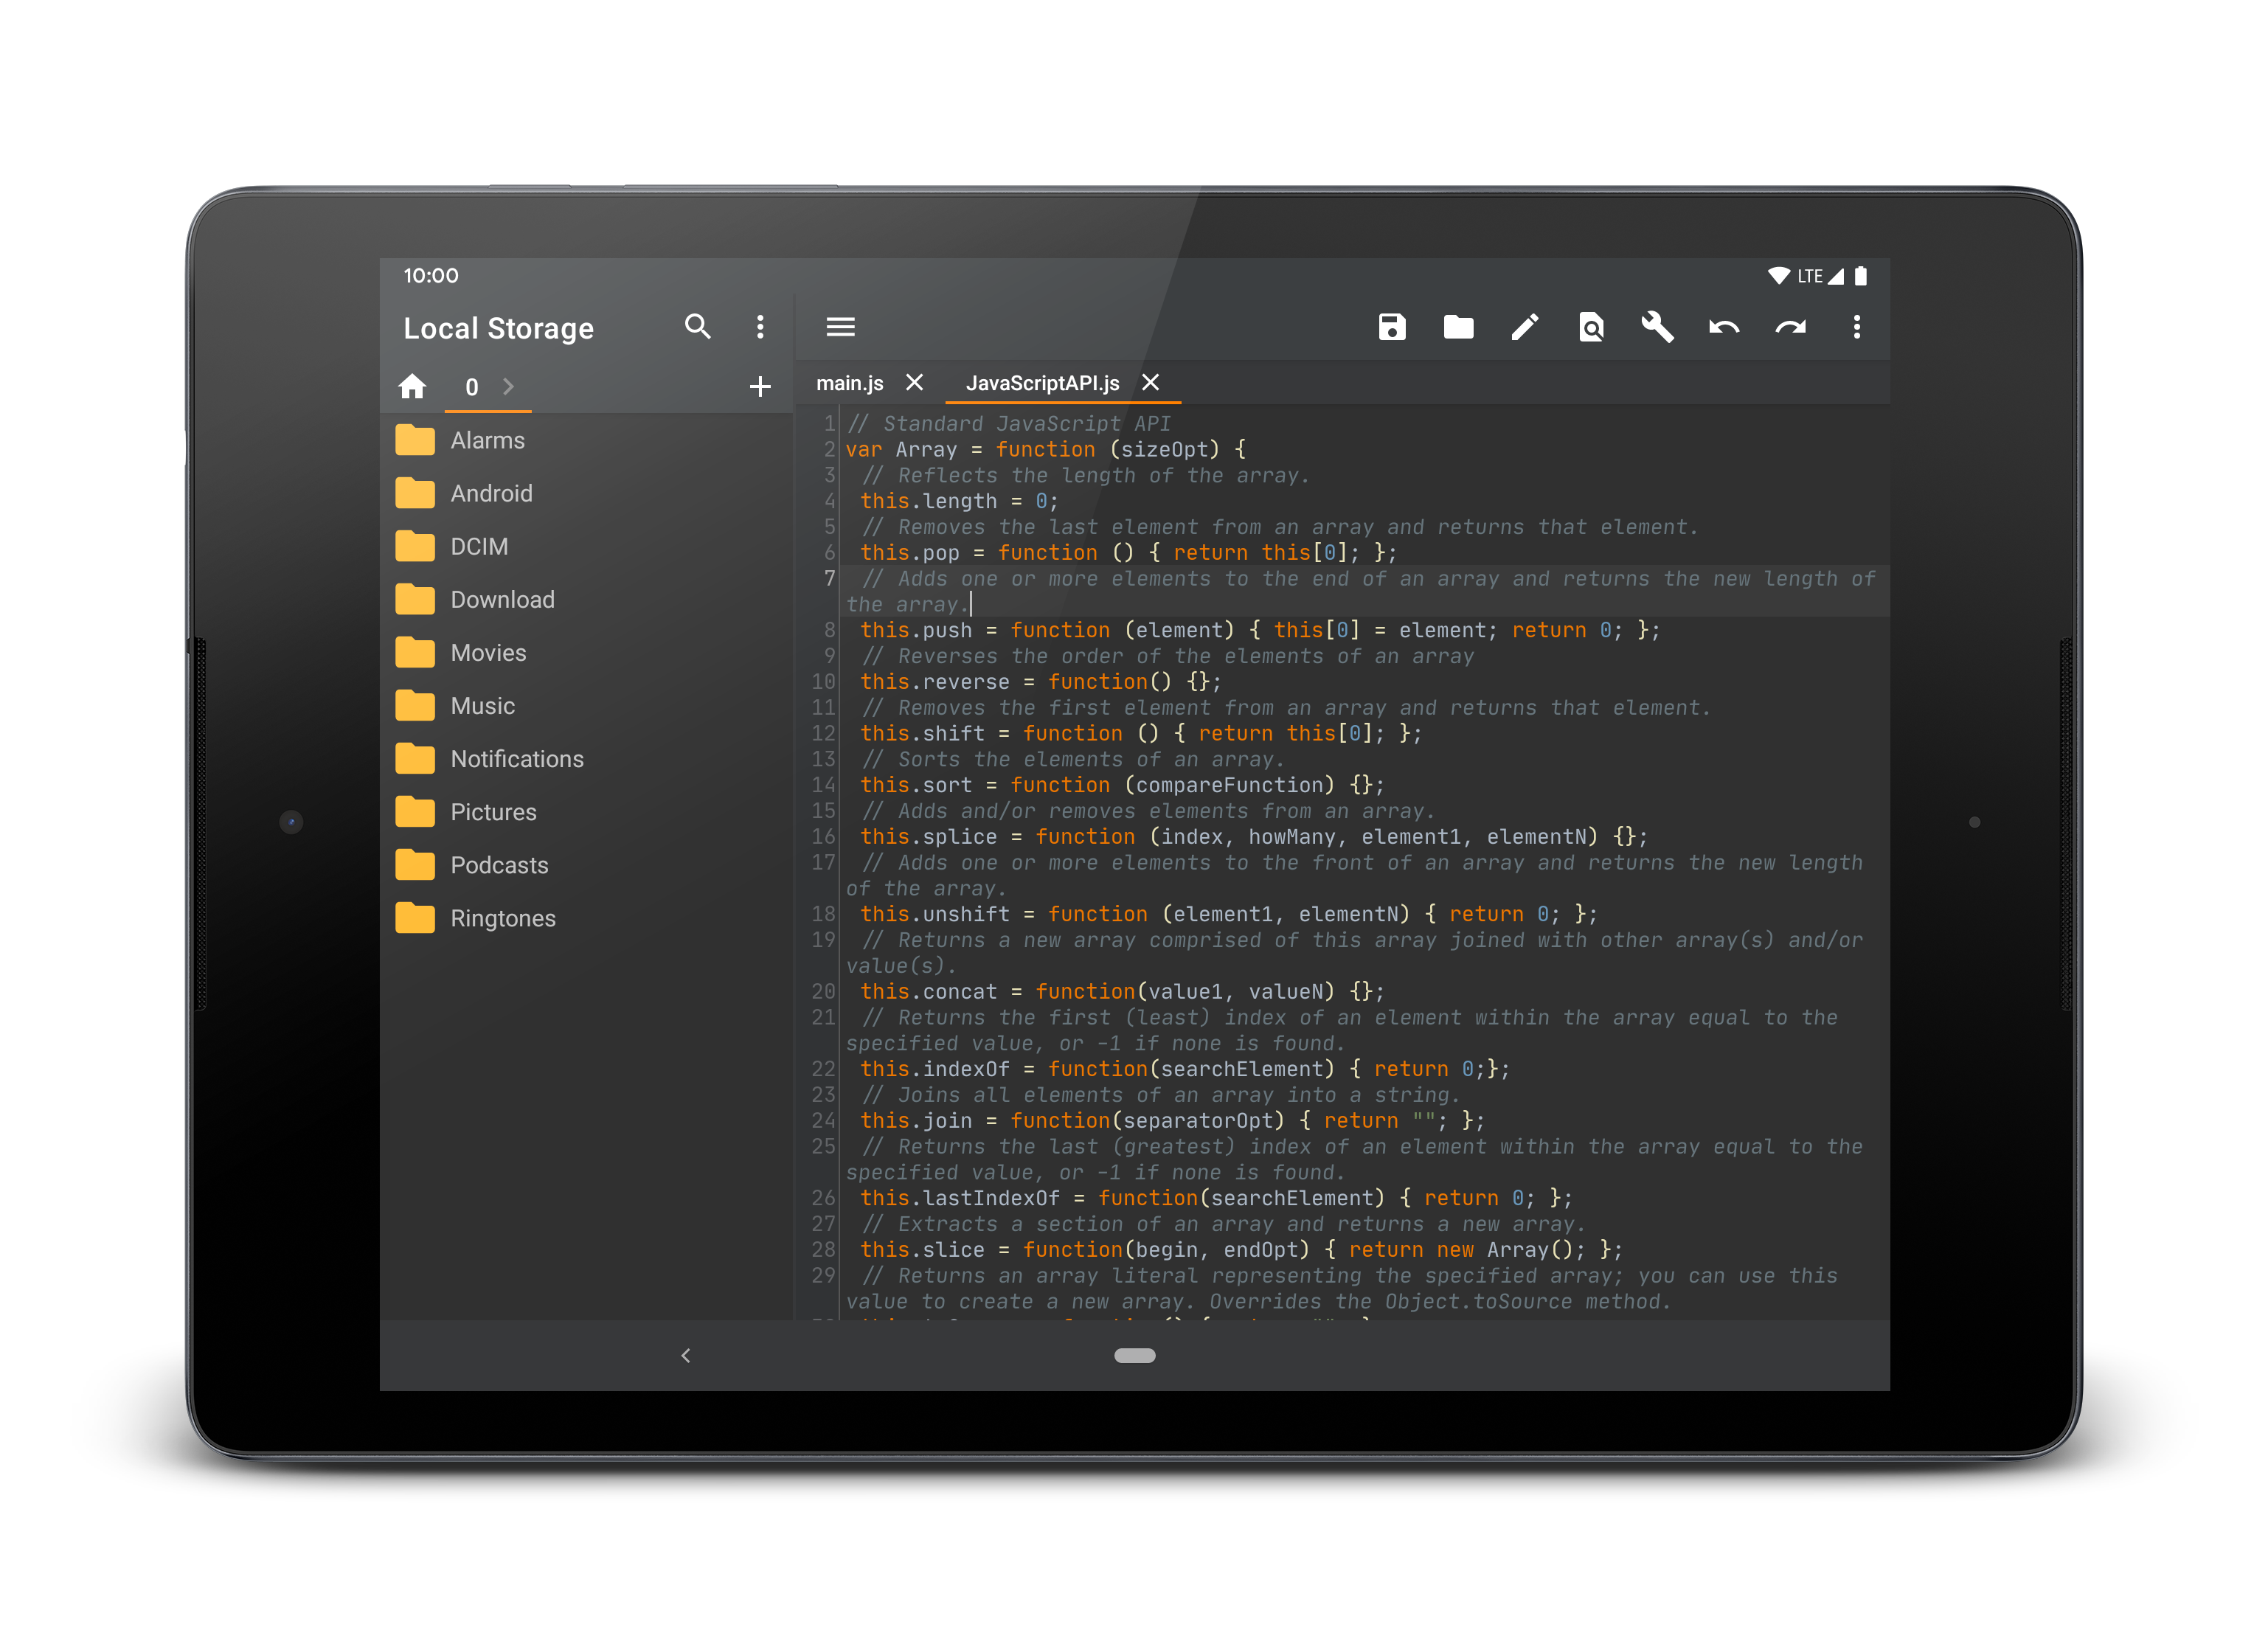 10:00
LTE
Local Storage
0
Alarms
Android
DCIM
Download
Movies
Music
Notifications
Pictures
Podcasts
Ringtones
main.js
JavaScriptAPI.js
1 // Standard JavaScript API
2 var Array = function (sizeOpt) {
3 // Reflects the length of the array.
4 this.length = 0;
5 // Removes the last element from an array and returns that element.
6 this.pop = function () { return this[0]; };
7 // Adds one or more elements to the end of an array and returns the new length of
the array.
8 this.push = function (element) { this[0] = element; return 0; };
9 // Reverses the order of the elements of an array
10 this.reverse = function() {};
11 // Removes the first element from an array and returns that element.
12 this.shift = function () { return this[0]; };
13 // Sorts the elements of an array.
14 this.sort = function (compareFunction) {};
15 // Adds and/or removes elements from an array.
16 this.splice = function (index, howMany, element1, elementN) {};
17 // Adds one or more elements to the front of an array and returns the new length
of the array.
18 this.unshift = function (element1, elementN) { return 0; };
19 // Returns a new array comprised of this array joined with other array(s) and/or
value(s).
20 this.concat = function(value1, valueN) {};
21 // Returns the first (least) index of an element within the array equal to the
specified value, or -1 if none is found.
22 this.indexOf = function(searchElement) { return 0;};
23 // Joins all elements of an array into a string.
24 this.join = function(separatorOpt) { return ""; };
25 // Returns the last (greatest) index of an element within the array equal to the
specified value, or -1 if none is found.
26 this.lastIndexOf = function(searchElement) { return 0; };
27 // Extracts a section of an array and returns a new array.
28 this.slice = function(begin, endOpt) { return new Array(); };
29 // Returns an array literal representing the specified array; you can use this
value to create a new array. Overrides the Object.toSource method.